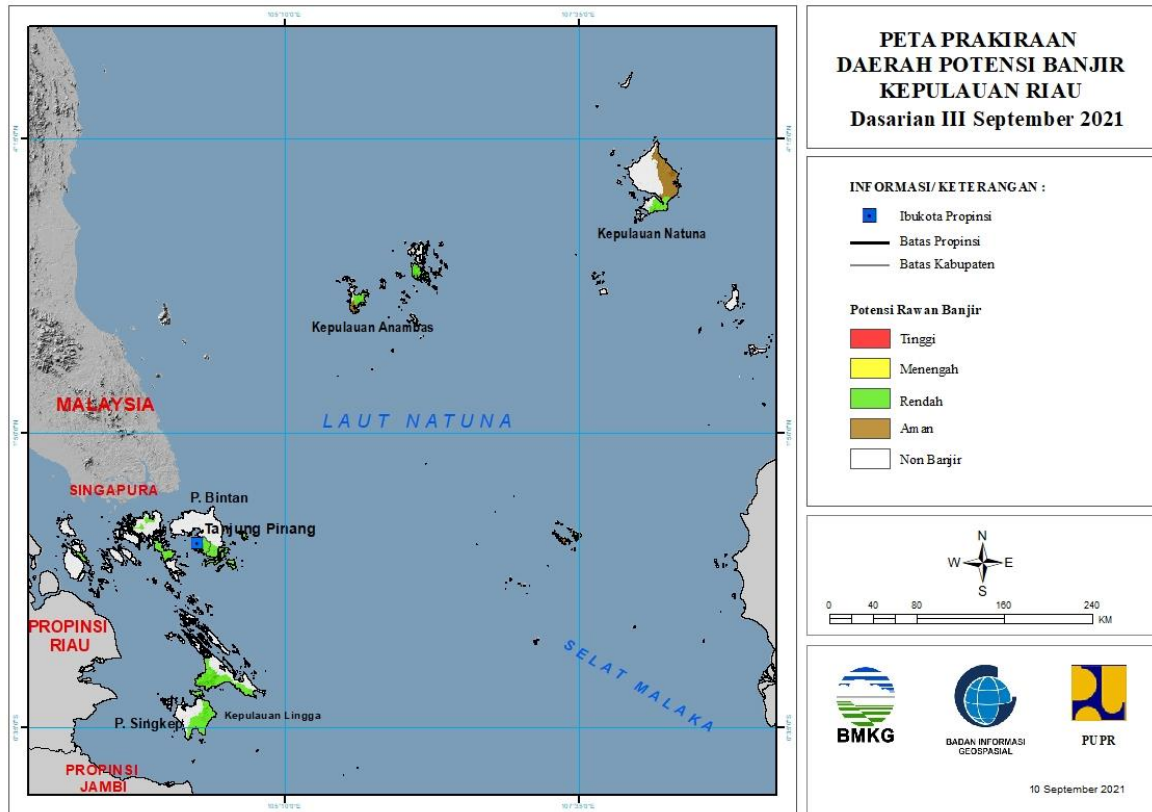 PETA PRAKIRAAN
DAERAH POTENSI BANJIR
KEPULAUAN RIAU
Dasarian III September 2021
INFORMASI/ KETERANGAN :
Ibukota Propinsi
Batas Propinsi
Batas Kabupaten
Potensi Rawan Banjir
Tinggi
Menengah
Rendah
Aman
Non Banjir
N
W
E
S
0 40 80 160 240
KM
BMKG
BADAN INFORMASI
GEOSPASIAL
PUPR
10 September 2021
Kepulauan Natuna
Kepulauan Anambas
MALAYSIA
LAUT NATUNA
SINGAPURA
P. Bintan
Tanjung Pinang
PROPINSI
RIAU
SELAT MALAKA
P. Singkep
Kepulauan Lingga
PROPINSI
JAMBI